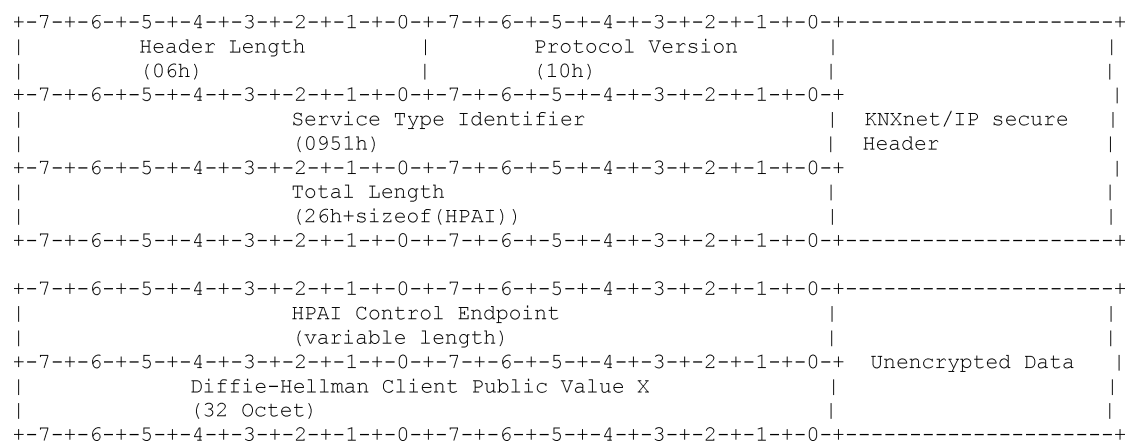 +-7-+-6-+-5-+-4-+-3-+-2-+-1-+-0-+-7-+-6-+-5-+-4-+-3-+-2-+-1-+-0-+---------------------+
|         Header Length         |        Protocol Version       |                     |
|         (06h)                 |        (10h)                  |                     |
+-7-+-6-+-5-+-4-+-3-+-2-+-1-+-0-+-7-+-6-+-5-+-4-+-3-+-2-+-1-+-0-+                     |
|                     Service Type Identifier                   |  KNXnet/IP secure   |
|                     (0951h)                                   |  Header             |
+-7-+-6-+-5-+-4-+-3-+-2-+-1-+-0-+-7-+-6-+-5-+-4-+-3-+-2-+-1-+-0-+                     |
|                     Total Length                              |                     |
|                     (26h+sizeof(HPAI))                        |                     |
+-7-+-6-+-5-+-4-+-3-+-2-+-1-+-0-+-7-+-6-+-5-+-4-+-3-+-2-+-1-+-0-+---------------------+

+-7-+-6-+-5-+-4-+-3-+-2-+-1-+-0-+-7-+-6-+-5-+-4-+-3-+-2-+-1-+-0-+---------------------+
|                     HPAI Control Endpoint                     |                     |
|                     (variable length)                         |                     |
+-7-+-6-+-5-+-4-+-3-+-2-+-1-+-0-+-7-+-6-+-5-+-4-+-3-+-2-+-1-+-0-+  Unencrypted Data   |
|             Diffie-Hellman Client Public Value X              |                     |
|             (32 Octet)                                        |                     |
+-7-+-6-+-5-+-4-+-3-+-2-+-1-+-0-+-7-+-6-+-5-+-4-+-3-+-2-+-1-+-0-+---------------------+